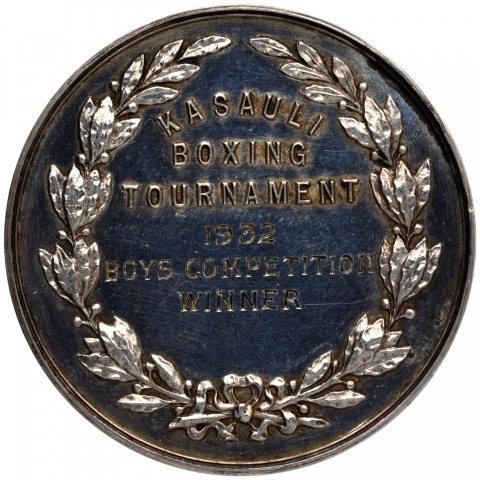 KASAULI
BOXING
TOURNAMENT
1932
BOYS COMPETITION
WINNER